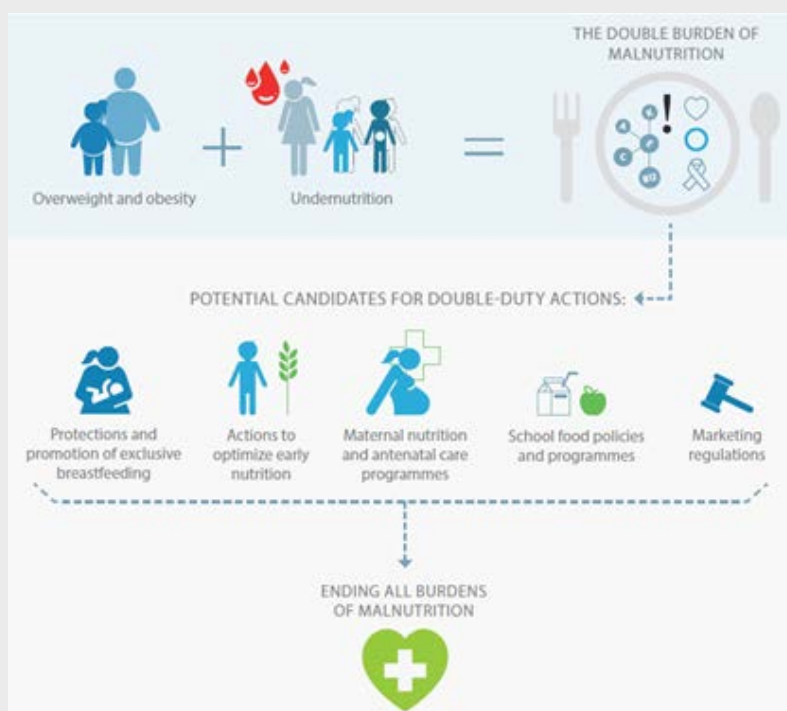 THE DOUBLE BURDEN OF
MALNUTRITION
Overweight and obesity
Undernutrition
POTENTIAL CANDIDATES FOR DOUBLE-DUTY ACTIONS:
Protections and
promotion of exclusive
breastfeeding
Actions to
optimize early
nutrition
Maternal nutrition
and antenatal care
programmes
School food policies
and programmes
Marketing
regulations
ENDING ALL BURDENS
OF MALNUTRITION